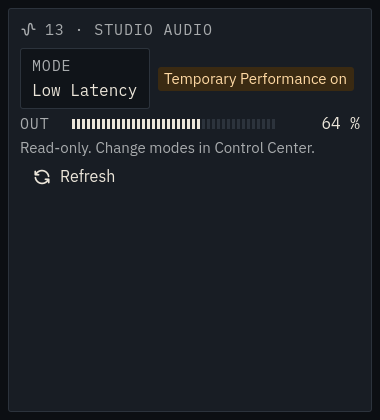 13 · STUDIO AUDIO
MODE
Low Latency
Temporary Performance on
OUT 64 %
Read-only. Change modes in Control Center.
Refresh